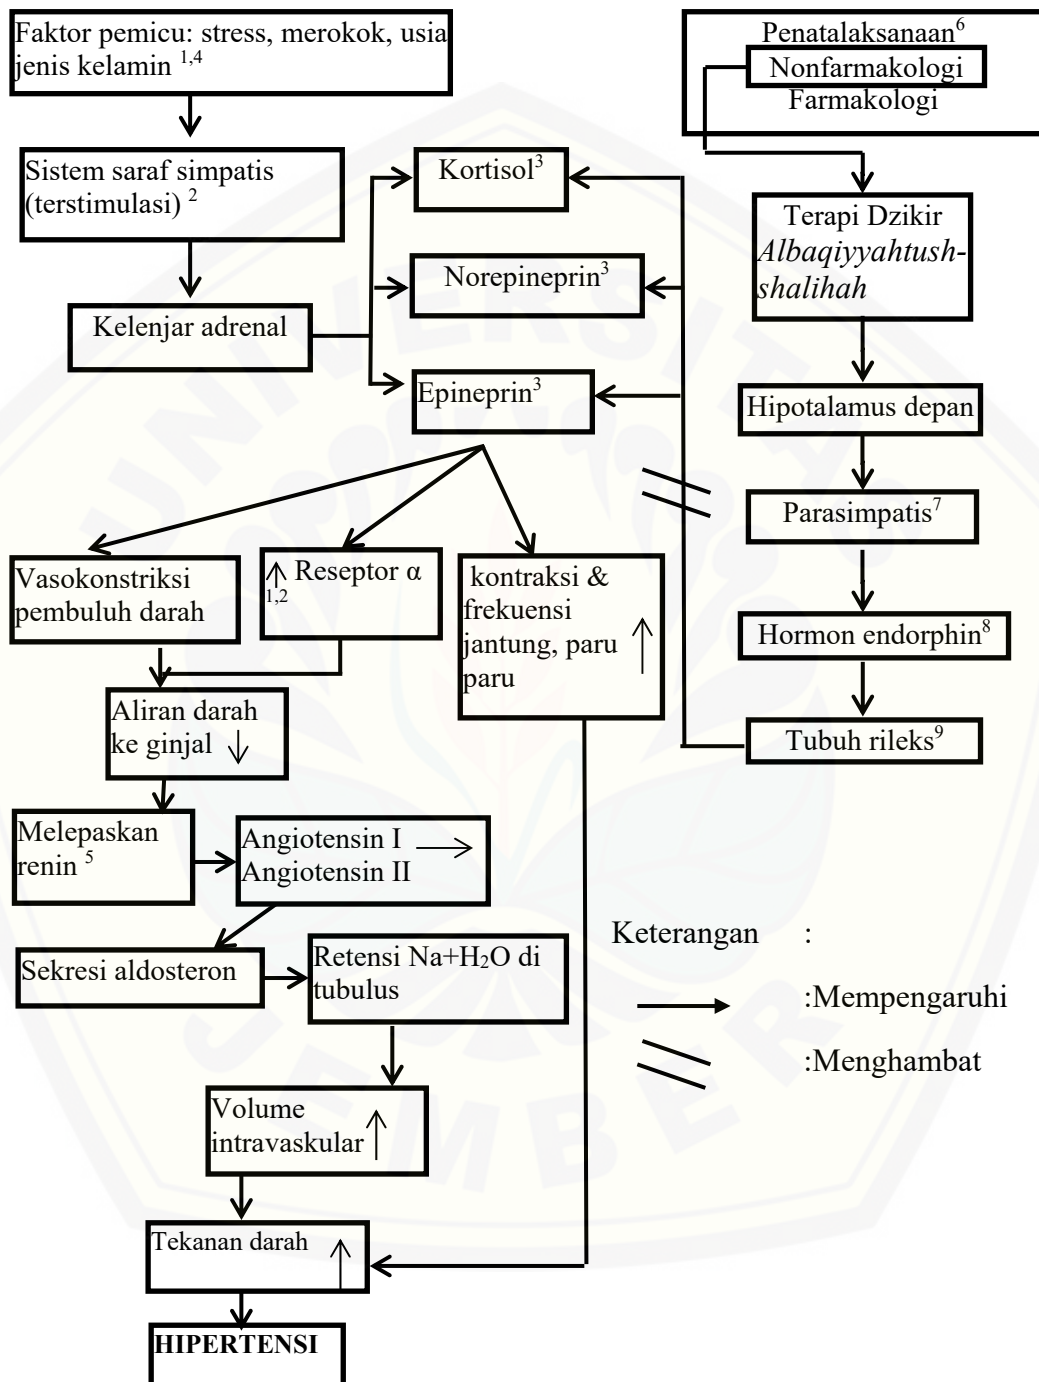 Faktor pemicu: stress, merokok, usia
jenis kelamin 1,4
Penatalaksanaan6
Nonfarmakologi
Farmakologi
Sistem saraf simpatis
(terstimulasi) 2
Kortisol3
Terapi Dzikir
Albaqiyyahtush-
shalihah
Norepineprin3
Kelenjar adrenal
Epineprin3
Hipotalamus depan
Parasimpatis7
Vasokonstriksi
pembuluh darah
↑ Reseptor α
1,2
kontraksi &
frekuensi
jantung, paru ↑
paru
Hormon endorphin8
Aliran darah
ke ginjal ↓
Tubuh rileks9
Melepaskan
renin 5
Angiotensin I →
Angiotensin II
Sekresi aldosteron
Retensi Na+H₂O di
tubulus
Keterangan :
:Mempengaruhi
:Menghambat
Volume
intravaskular ↑
Tekanan darah ↑
HIPERTENSI
UNIVERSITAS
JEMBER